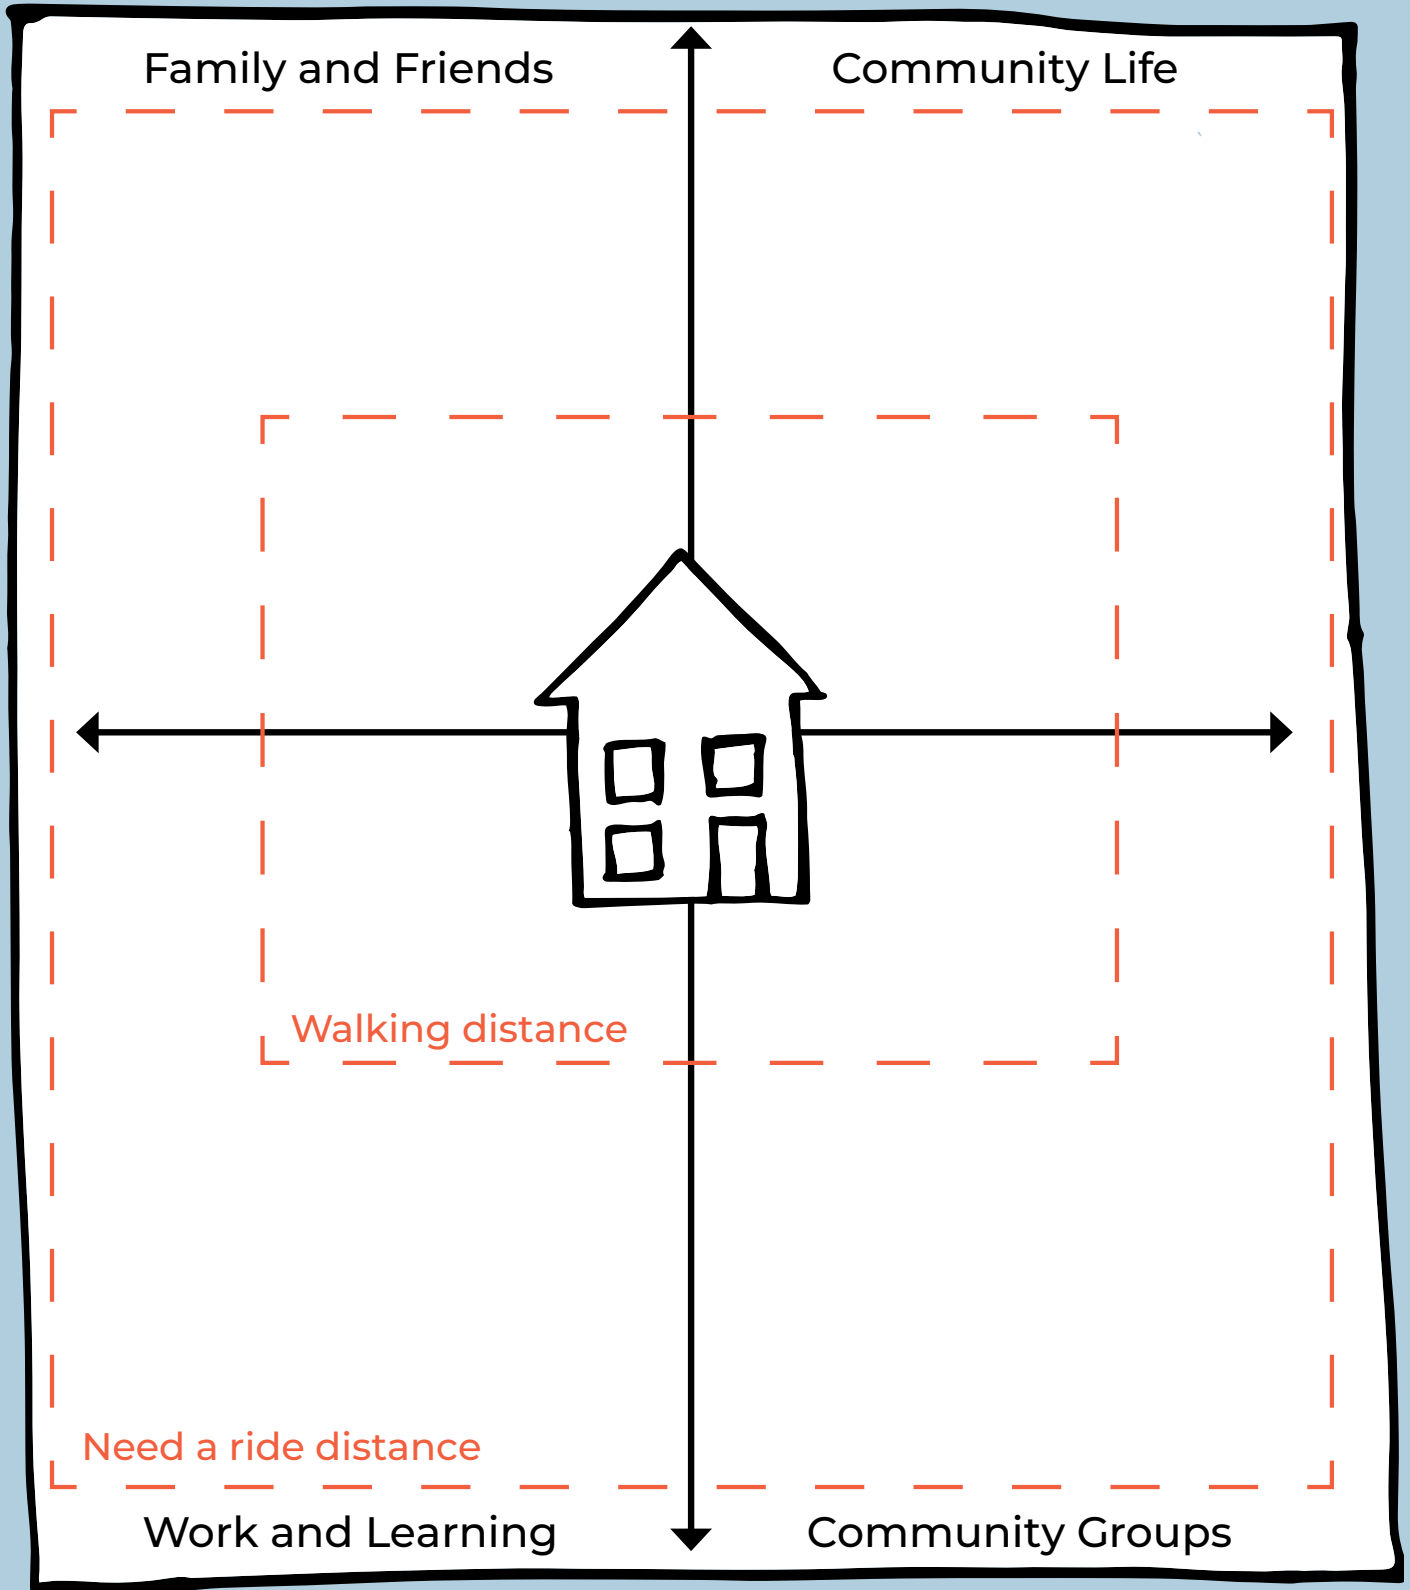 Family and Friends
Community Life
Walking distance
Need a ride distance
Work and Learning
Community Groups